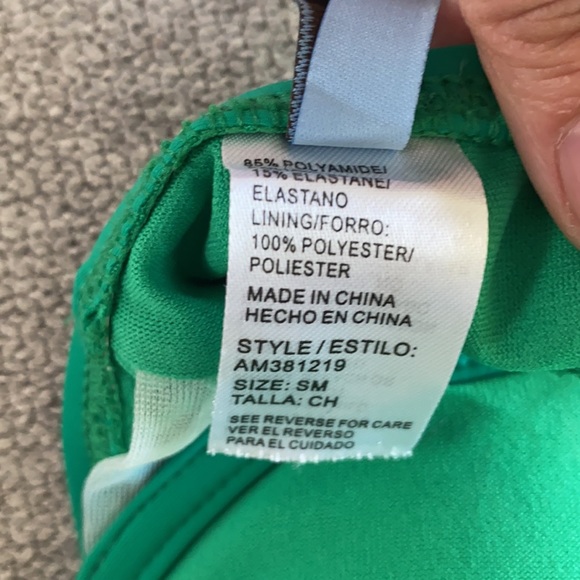 85% POLYAMIDE/
15% ELASTANE/
ELASTANO
LINING/FORRO:
100% POLYESTER/
POLIESTER
MADE IN CHINA
HECHO EN CHINA
STYLE / ESTILO:
AM381219
SIZE: SM
TALLA: CH
SEE REVERSE FOR CARE
VER EL REVERSO
PARA EL CUIDADO